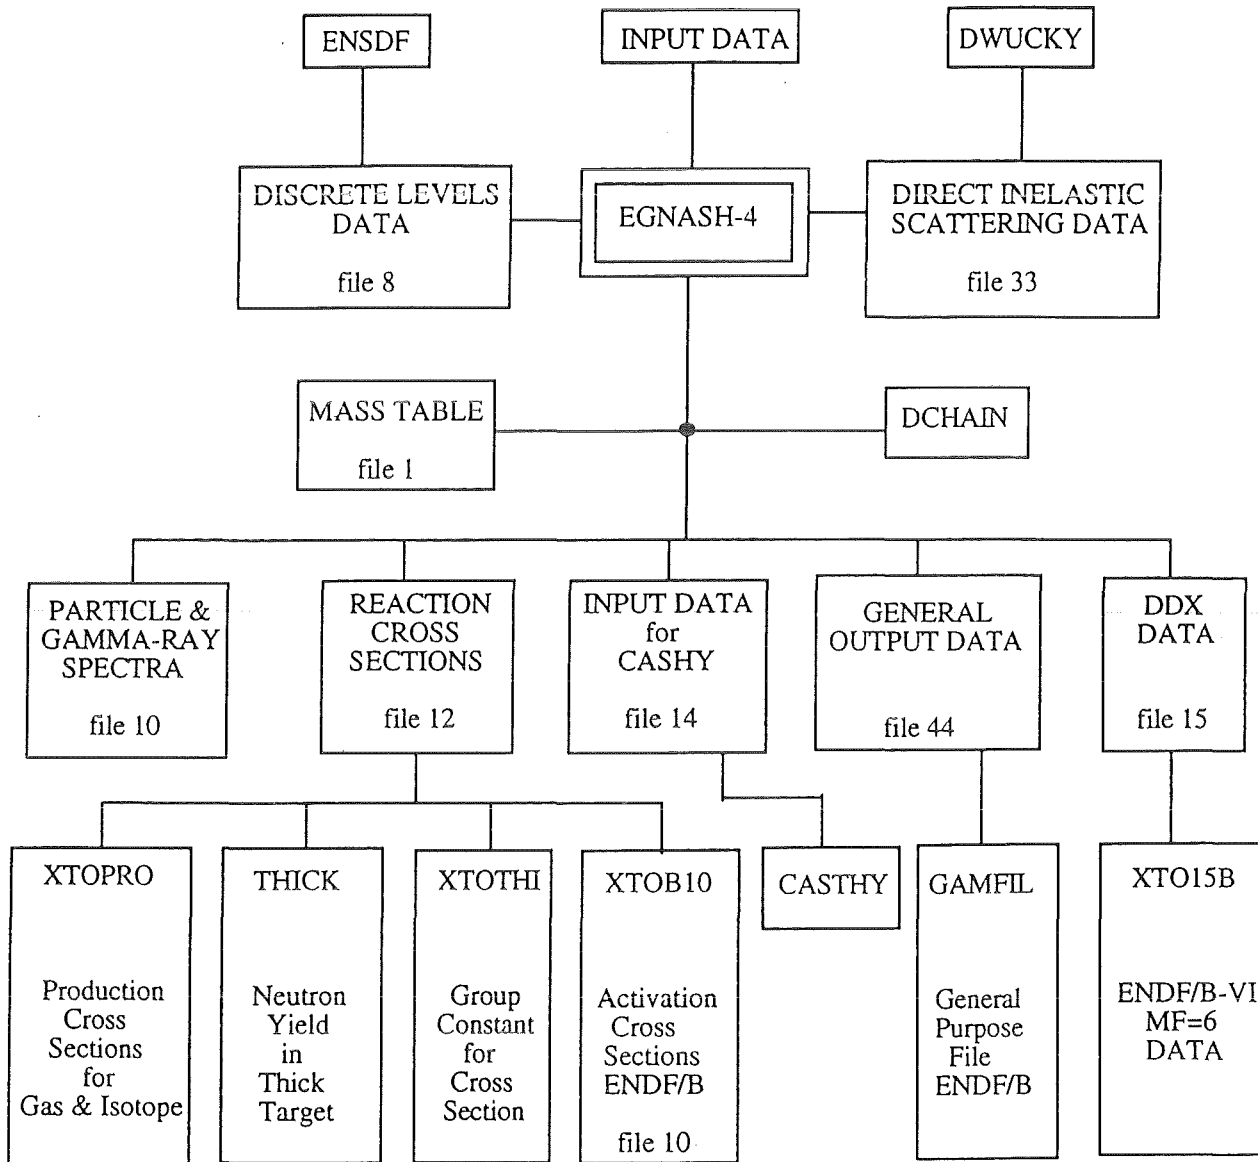 ENSDF
INPUT DATA
DWUCKY
DISCRETE LEVELS
DATA
file 8
EGNASH-4
DIRECT INELASTIC
SCATTERING DATA
file 33
MASS TABLE
file 1
DCHAIN
PARTICLE &
GAMMA-RAY
SPECTRA
file 10
REACTION
CROSS
SECTIONS
file 12
INPUT DATA
for
CASHY
file 14
GENERAL
OUTPUT DATA
file 44
DDX
DATA
file 15
XTOPRO
Production
Cross
Sections
for
Gas & Isotope
THICK
Neutron
Yield
in
Thick
Target
XTOTHI
Group
Constant
for
Cross
Section
XTOB10
Activation
Cross
Sections
ENDF/B
file 10
CASTHY
GAMFIL
General
Purpose
File
ENDF/B
XTO15B
ENDF/B-VI
MF=6
DATA